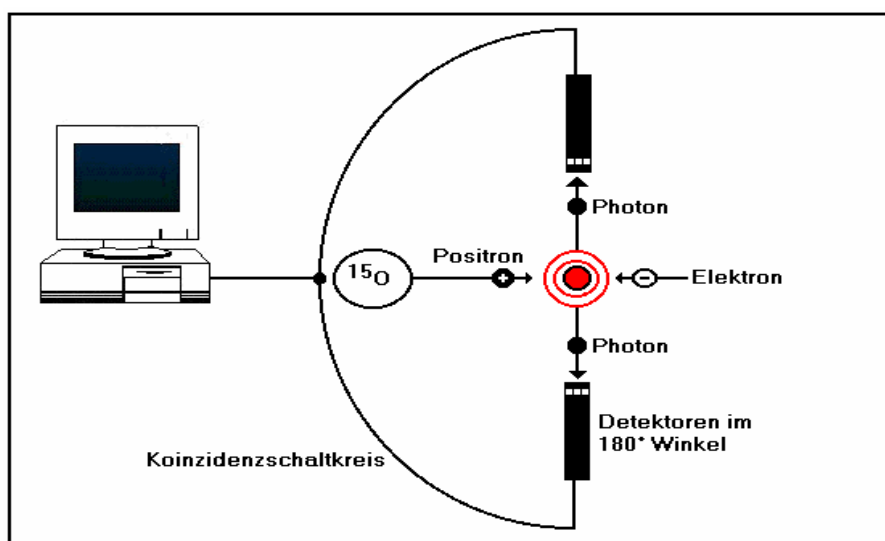 Photon
Positron
¹⁵O
Elektron
Photon
Detektoren im
180° Winkel
Koinzidenzschaltkreis